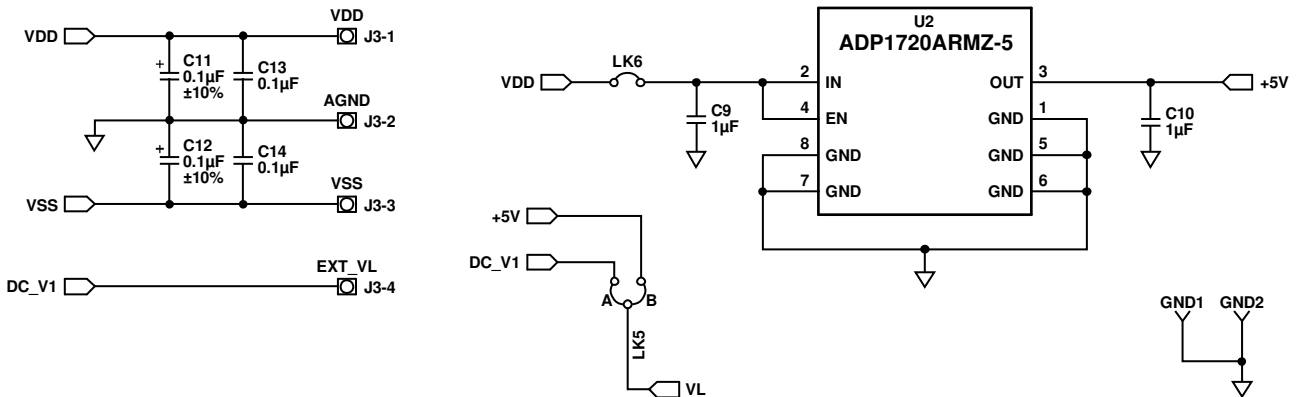 VDD
VDD
J3-1
+
C11
0.1µF
±10%
C13
0.1µF
AGND
J3-2
+
C12
0.1µF
±10%
C14
0.1µF
VSS
VSS
J3-3
EXT_VL
DC_V1
J3-4
U2
ADP1720ARMZ-5
LK6
VDD
2
IN
OUT
3
+5V
C9
1µF
4
EN
GND
1
C10
1µF
8
GND
GND
5
7
GND
GND
6
+5V
DC_V1
A
B
LK5
VL
GND1
GND2